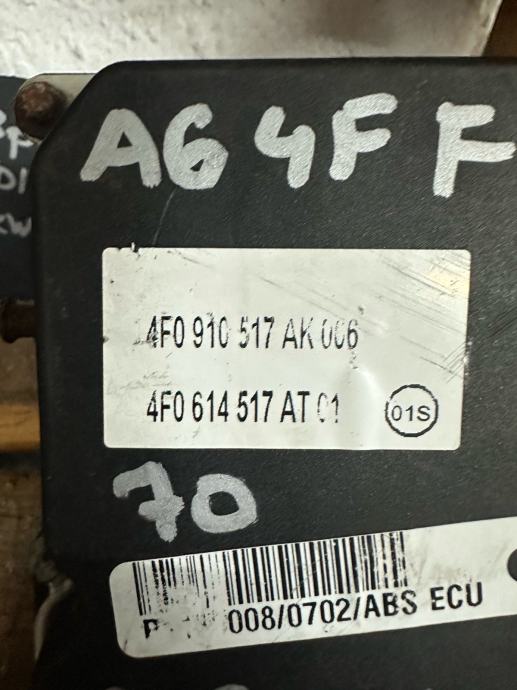 A6 4F F
4F0 910 517 AK 006
4F0 614 517 AT 01
01S
70
008/0702/ABS ECU